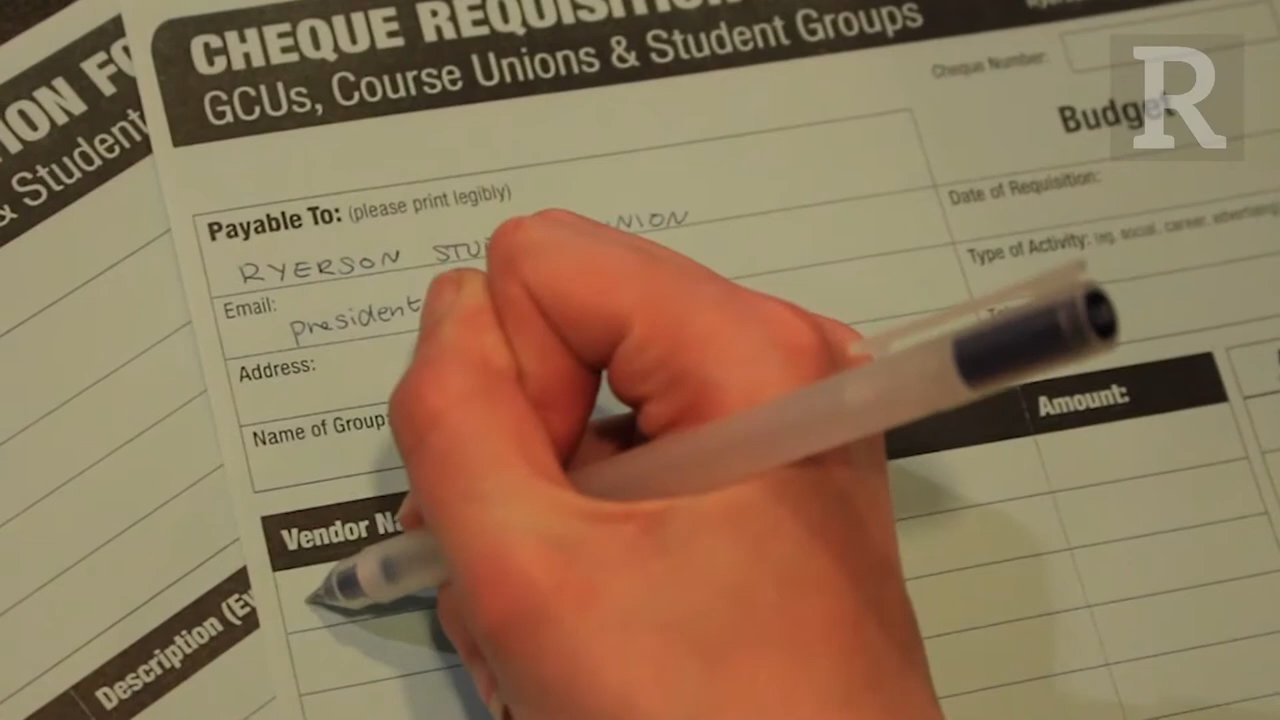 CHEQUE REQUISITION
GCUs, Course Unions & Student Groups
ION FO
& Student
Cheque Number:
R
Budget
Payable To: (please print legibly)
RYERSON STU NION
Date of Requisition:
Email: president
Type of Activity: (eg. social, career, advertising
Address:
Name of Group:
Amount:
Vendor Na
Description (Ev